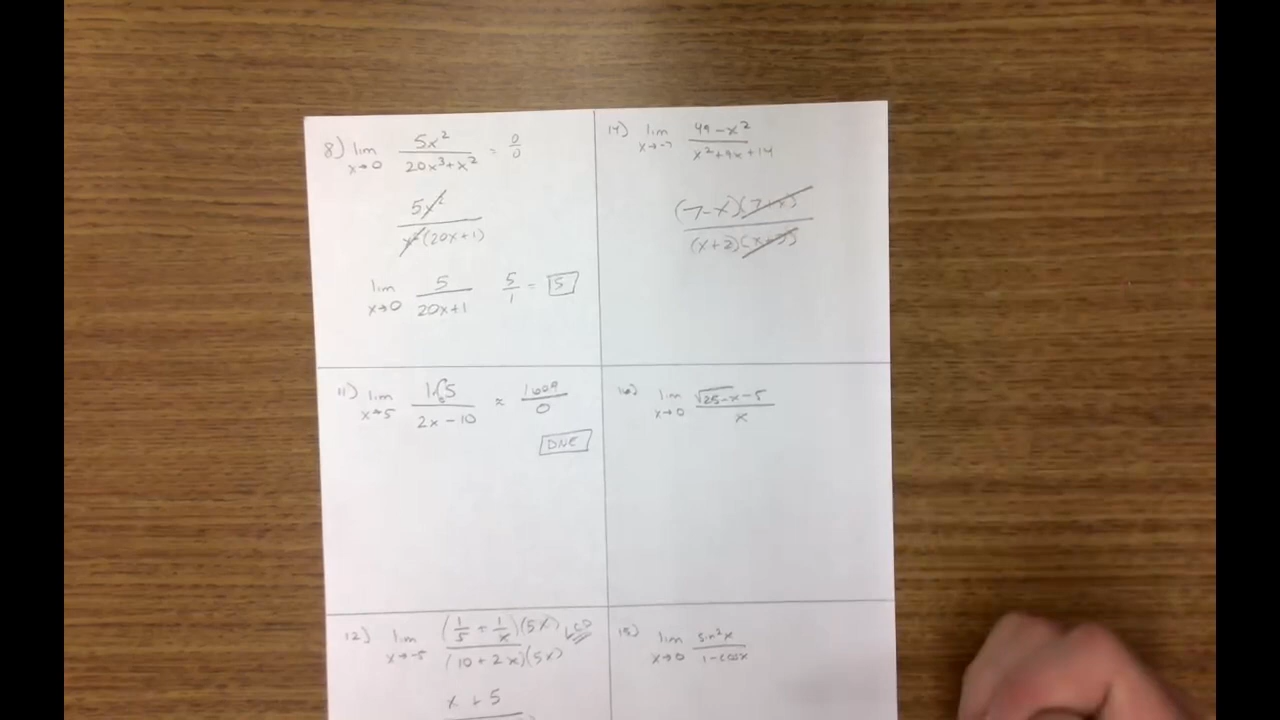 8) lim x→0 5x²/(20x³+x²) = 0/0
5x²/(x²(20x+1))
lim x→0 5/(20x+1) 5/1 = 5
11) lim x→5 /(2x-10) ≈ 1.609/0
DNE
12) lim x→-5 (1/5 + 1/x)(5x)/((10+2x)(5x)) LCD
x + 5
14) lim x→-7 (49-x²)/(x²+9x+14)
(7-x)(7+x)/((x+2)(x+7))
16) lim x→0 (√25-x - 5)/x
lim x→0 sin²x/(1-cosx)